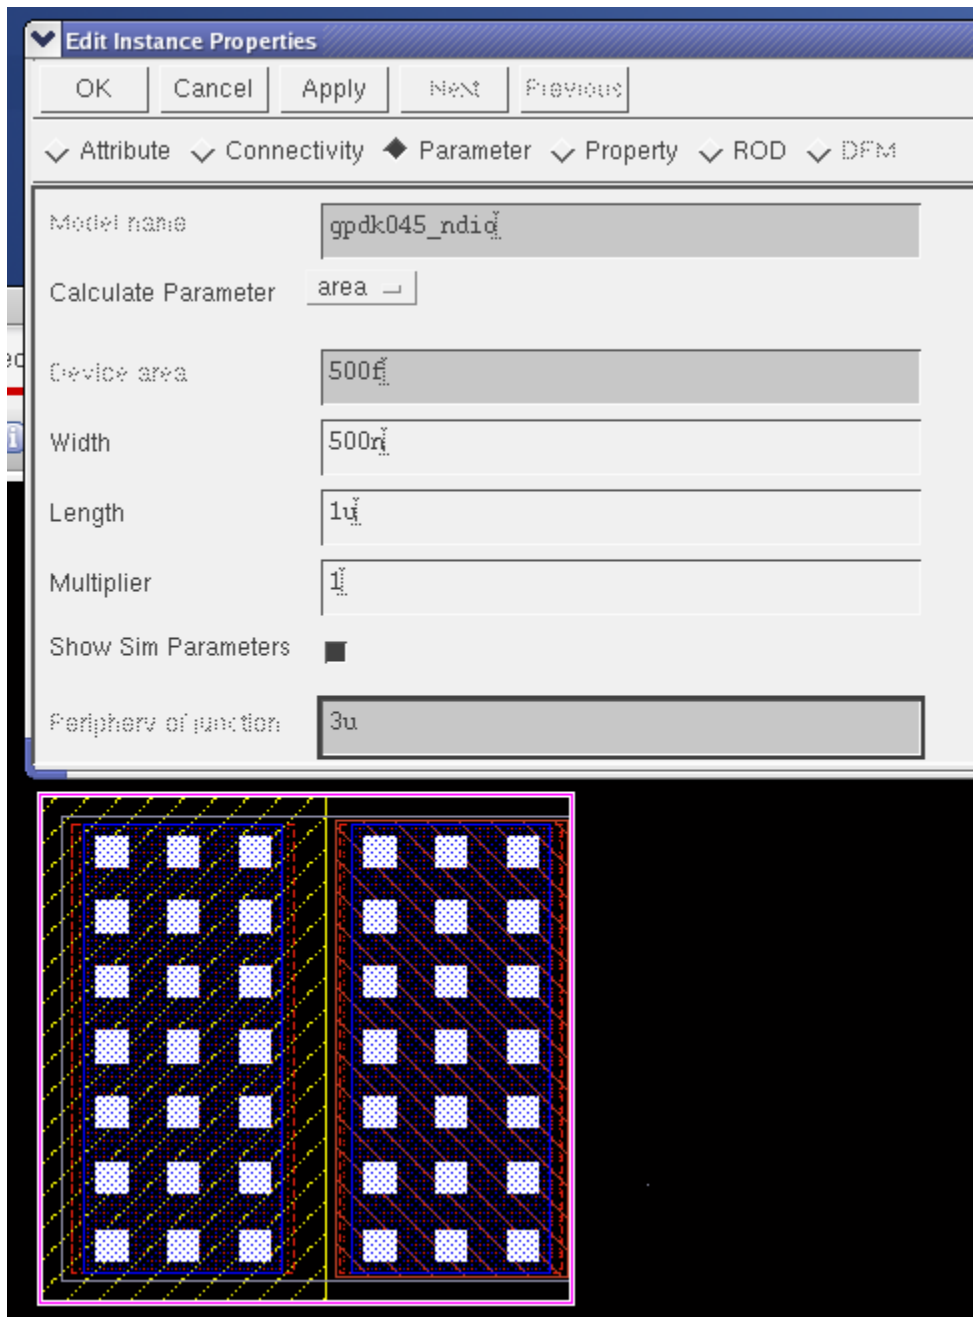 Edit Instance Properties
OK Cancel Apply Next Previous
Attribute Connectivity Parameter Property ROD DFM
Model name gpdk045_ndio
Calculate Parameter area
Device area 500f
Width 500n
Length 1u
Multiplier 1
Show Sim Parameters
Periphery of junction 3u